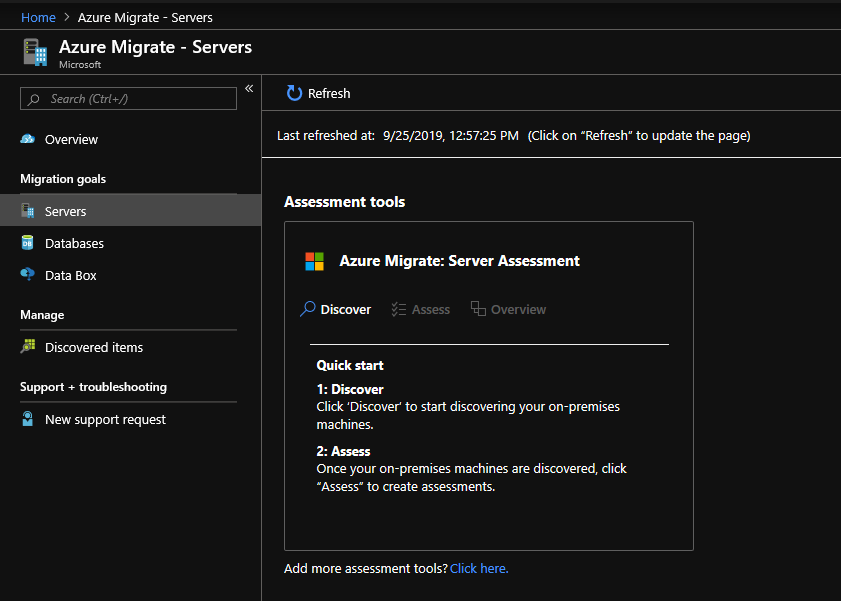 Home > Azure Migrate - Servers
Azure Migrate - Servers
Microsoft
Search (Ctrl+/)
«
Overview
Migration goals
Servers
Databases
Data Box
Manage
Discovered items
Support + troubleshooting
New support request
Refresh
Last refreshed at: 9/25/2019, 12:57:25 PM (Click on “Refresh” to update the page)
Assessment tools
Azure Migrate: Server Assessment
Discover Assess Overview
Quick start
1: Discover
Click ‘Discover’ to start discovering your on-premises
machines.
2: Assess
Once your on-premises machines are discovered, click
“Assess” to create assessments.
Add more assessment tools? Click here.